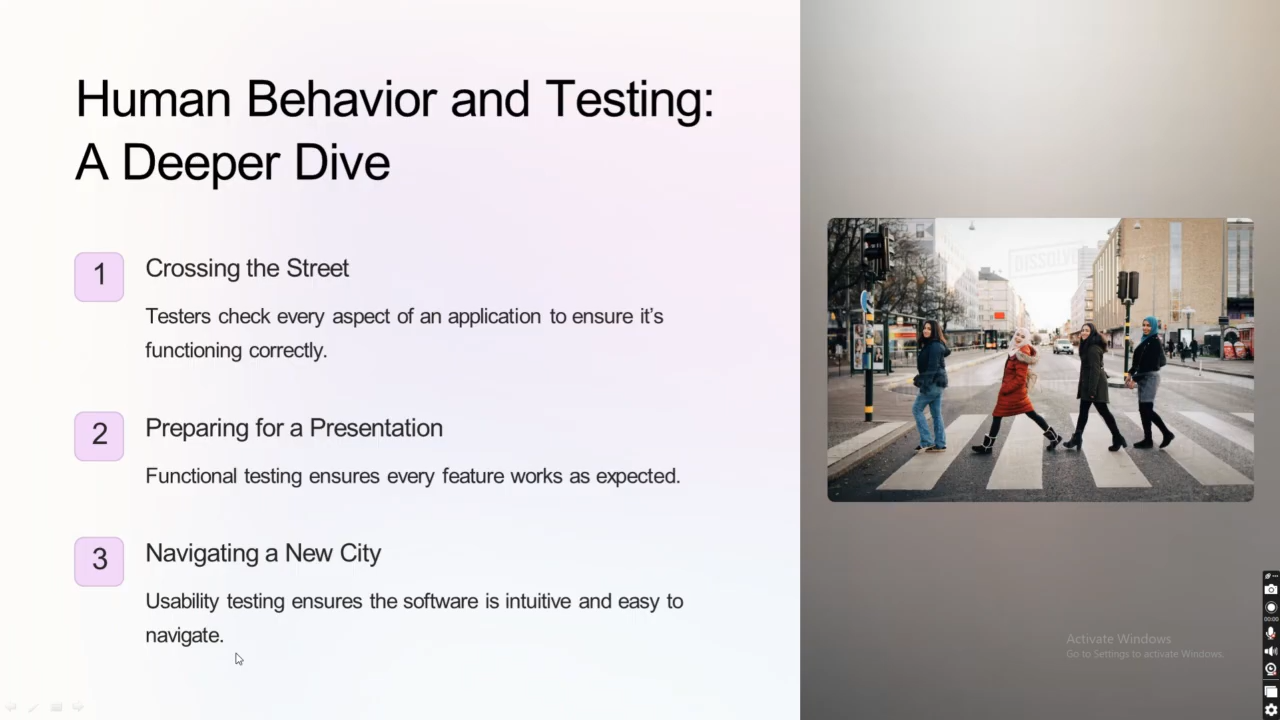 Human Behavior and Testing:
A Deeper Dive
1
Crossing the Street
Testers check every aspect of an application to ensure it's
functioning correctly.
2
Preparing for a Presentation
Functional testing ensures every feature works as expected.
3
Navigating a New City
Usability testing ensures the software is intuitive and easy to
navigate.
DISSOLVE
Activate Windows
Go to Settings to activate Windows.
00:00